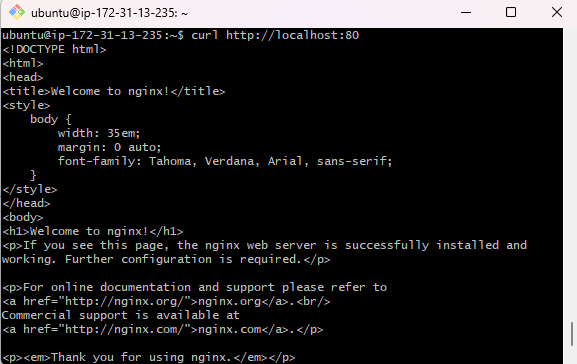 ubuntu@ip-172-31-13-235: ~
ubuntu@ip-172-31-13-235:~$ curl http://localhost:80
<!DOCTYPE html>
<html>
<head>
<title>Welcome to nginx!</title>
<style>
    body {
        width: 35em;
        margin: 0 auto;
        font-family: Tahoma, Verdana, Arial, sans-serif;
    }
</style>
</head>
<body>
<h1>Welcome to nginx!</h1>
<p>If you see this page, the nginx web server is successfully installed and
working. Further configuration is required.</p>

<p>For online documentation and support please refer to
<a href="http://nginx.org/">nginx.org</a>.<br/>
Commercial support is available at
<a href="http://nginx.com/">nginx.com</a>.</p>

<p><em>Thank you for using nginx.</em></p>